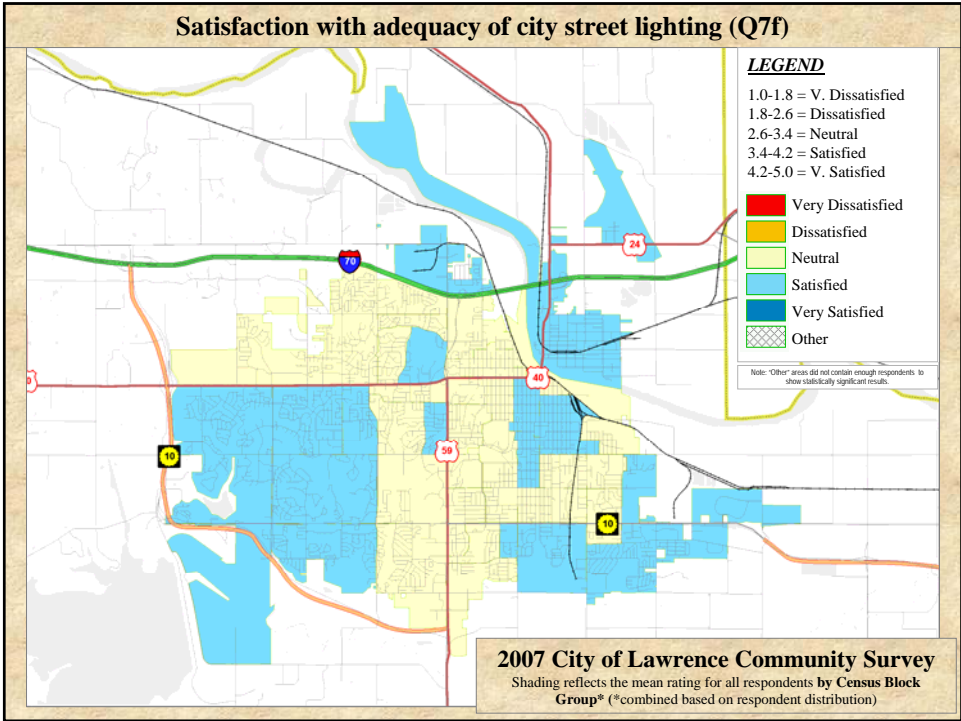 Satisfaction with adequacy of city street lighting (Q7f)
LEGEND
1.0-1.8 = V. Dissatisfied
1.8-2.6 = Dissatisfied
2.6-3.4 = Neutral
3.4-4.2 = Satisfied
4.2-5.0 = V. Satisfied
Very Dissatisfied
Dissatisfied
Neutral
Satisfied
Very Satisfied
Other
Note: "Other" areas did not contain enough respondents to
show statistically significant results.
24
70
0
40
59
10
10
2007 City of Lawrence Community Survey
Shading reflects the mean rating for all respondents by Census Block
Group* (*combined based on respondent distribution)